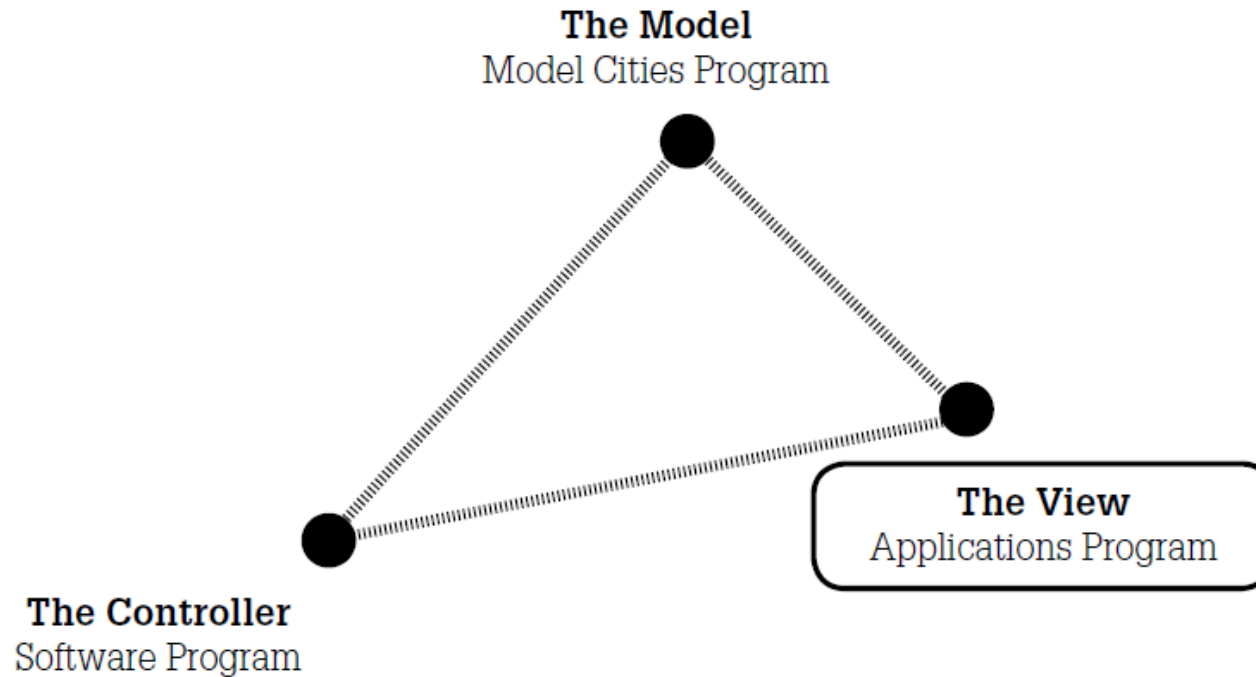 The Model
Model Cities Program
The View
Applications Program
The Controller
Software Program